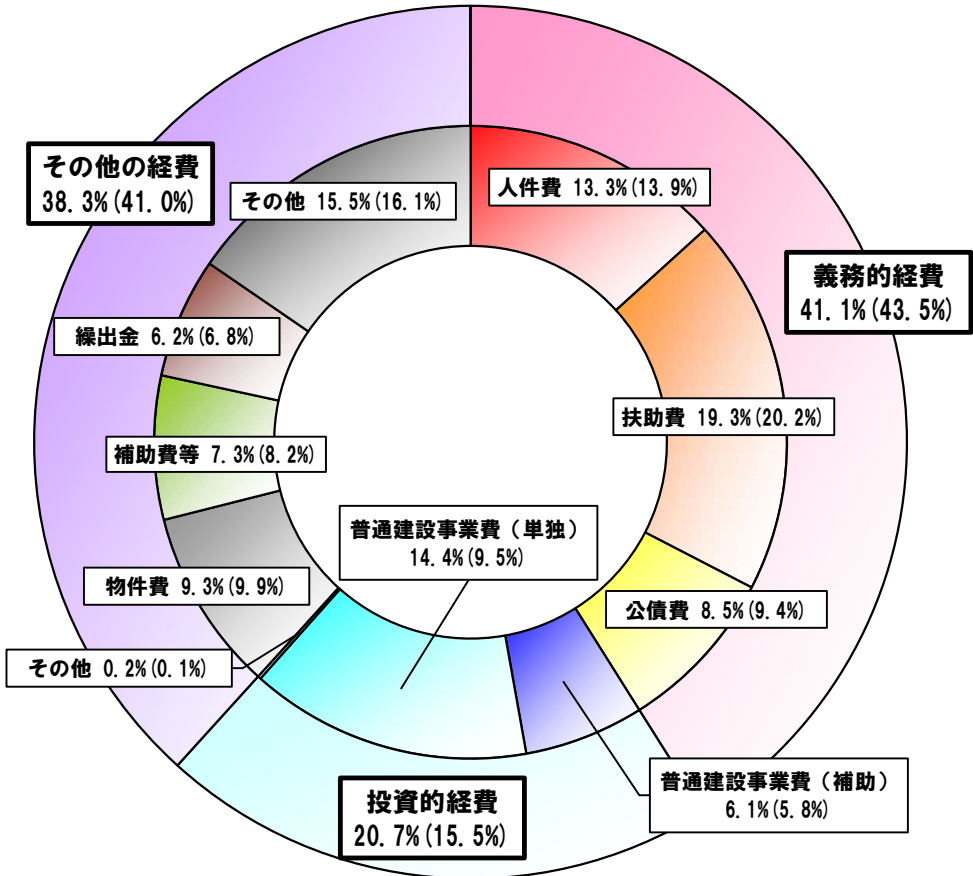 その他の経費
38.3%(41.0%)
その他 15.5%(16.1%)
人件費 13.3%(13.9%)
義務的経費
41.1%(43.5%)
繰出金 6.2%(6.8%)
扶助費 19.3%(20.2%)
補助費等 7.3%(8.2%)
普通建設事業費（単独）
14.4%(9.5%)
物件費 9.3%(9.9%)
公債費 8.5%(9.4%)
その他 0.2%(0.1%)
普通建設事業費（補助）
6.1%(5.8%)
投資的経費
20.7%(15.5%)